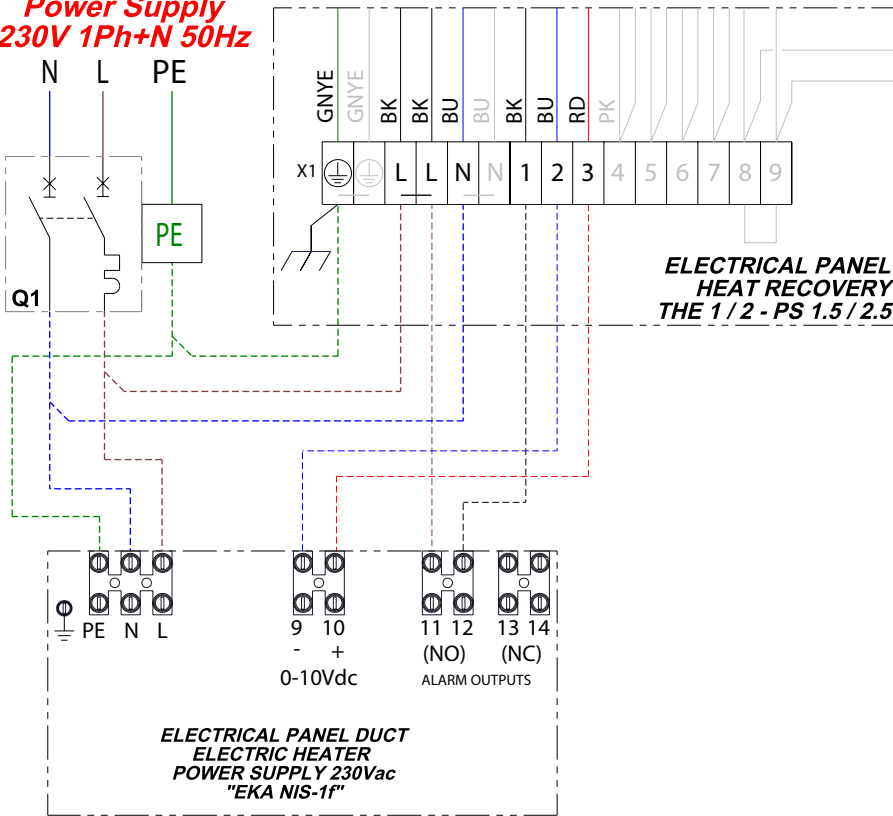 Power Supply
230V 1Ph+N 50Hz
N L PE
GNYE GNYE BK BK BU BU BK BU RD PK
X1 L L N N 1 2 3 4 5 6 7 8 9
PE
Q1
ELECTRICAL PANEL
HEAT RECOVERY
THE 1 / 2 - PS 1.5 / 2.5
PE N L
9 10 11 12 13 14
- + (NO) (NC)
0-10Vdc ALARM OUTPUTS
ELECTRICAL PANEL DUCT
ELECTRIC HEATER
POWER SUPPLY 230Vac
"EKA NIS-1f"